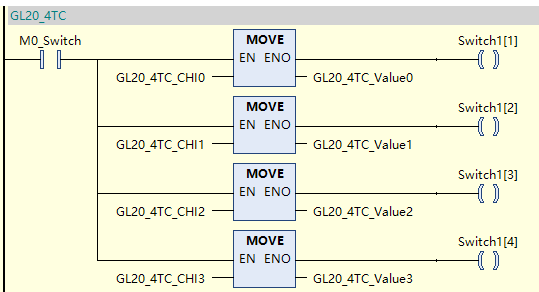 GL20_4TC
M0_Switch MOVE Switch1[1]
EN ENO
GL20_4TC_CHI0 GL20_4TC_Value0
MOVE Switch1[2]
EN ENO
GL20_4TC_CHI1 GL20_4TC_Value1
MOVE Switch1[3]
EN ENO
GL20_4TC_CHI2 GL20_4TC_Value2
MOVE Switch1[4]
EN ENO
GL20_4TC_CHI3 GL20_4TC_Value3